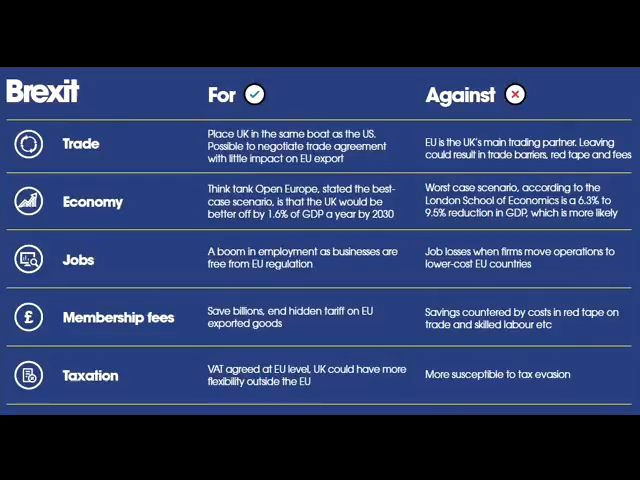 Brexit
For
Against
Trade
Place UK in the same boat as the US.
Possible to negotiate trade agreement
with little impact on EU export
EU is the UK's main trading partner. Leaving
could result in trade barriers, red tape and fees
Economy
Think tank Open Europe, stated the best-
case scenario, is that the UK would be
better off by 1.6% of GDP a year by 2030
Worst case scenario, according to the
London School of Economics is a 6.3% to
9.5% reduction in GDP, which is more likely
Jobs
A boom in employment as businesses are
free from EU regulation
Job losses when firms move operations to
lower-cost EU countries
£
Membership fees
Save billions, end hidden tariff on EU
exported goods
Savings countered by costs in red tape on
trade and skilled labour etc
Taxation
VAT agreed at EU level, UK could have more
flexibility outside the EU
More susceptible to tax evasion